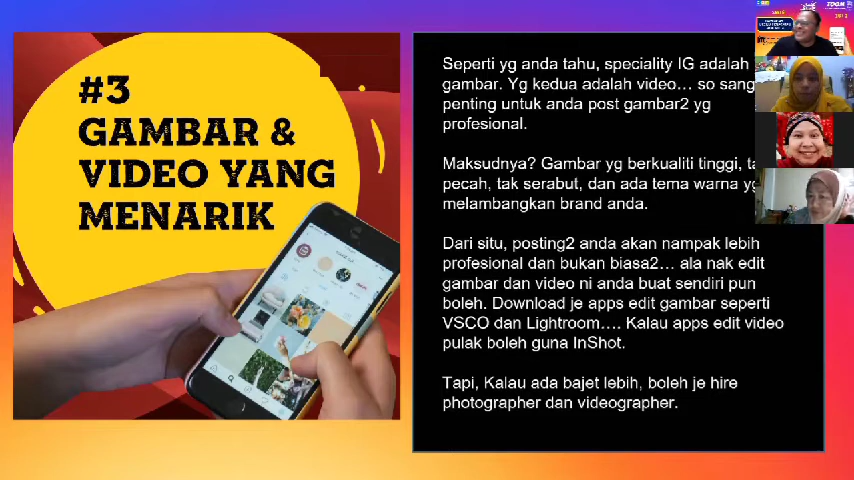 #3
GAMBAR &
VIDEO YANG
MENARIK
Seperti yg anda tahu, speciality IG adalah
gambar. Yg kedua adalah video… so
penting untuk anda post gambar2 yg
profesional.
Maksudnya? Gambar yg berkualiti tinggi,
pecah, tak serabut, dan ada tema warna
melambangkan brand anda.
Dari situ, posting2 anda akan nampak lebih
profesional dan bukan biasa2… ala nak edit
gambar dan video ni anda buat sendiri pun
boleh. Download je apps edit gambar seperti
VSCO dan Lightroom…. Kalau apps edit video
pulak boleh guna InShot.
Tapi, Kalau ada bajet lebih, boleh je hire
photographer dan videographer.
ZOOM